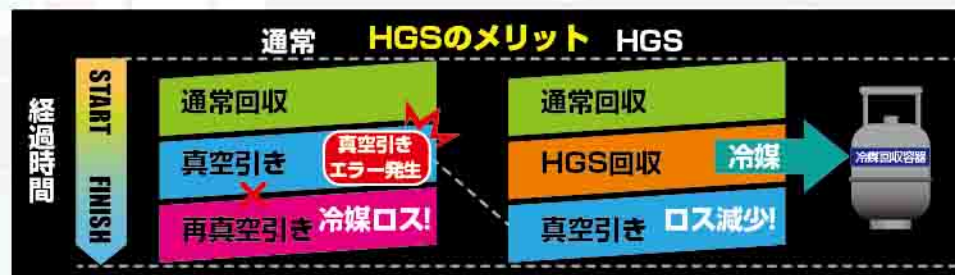 通常
HGSのメリット
HGS
経過時間
START
FINISH
通常回収
真空引き
真空引き
エラー発生
再真空引き
冷媒ロス!
通常回収
HGS回収
冷媒
真空引き
ロス減少!
冷媒回収容器